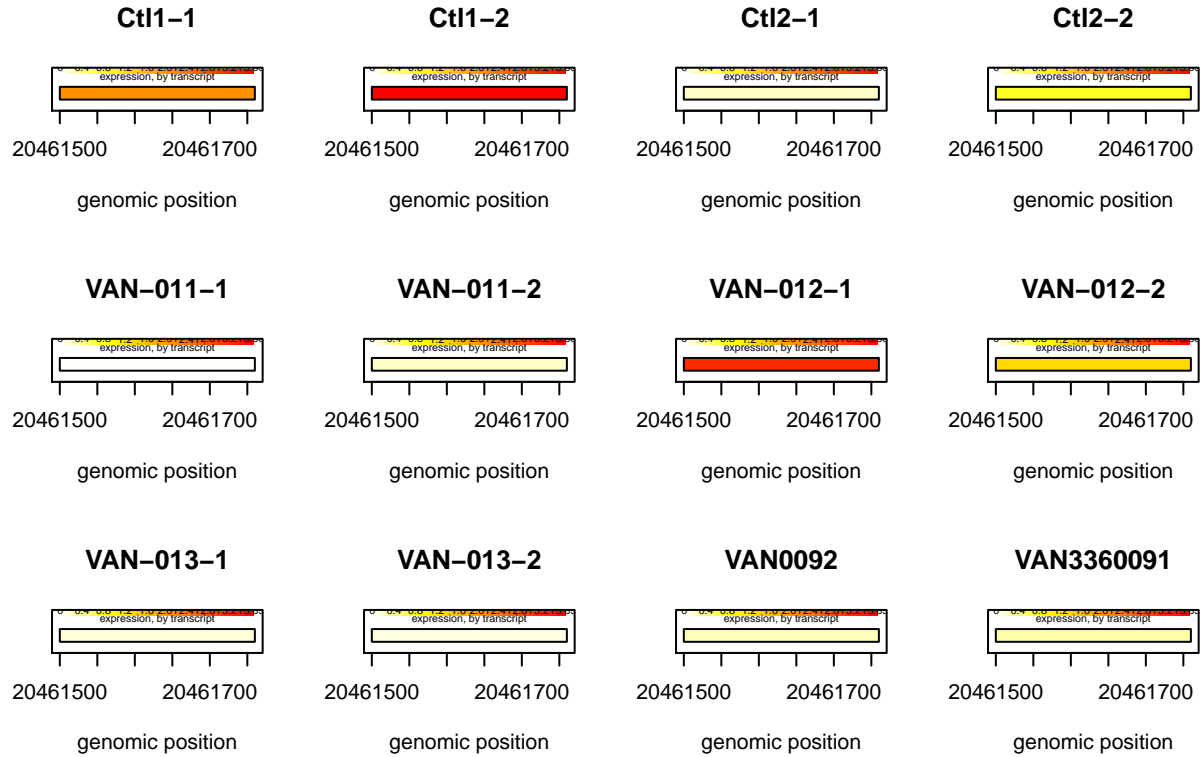 Ctl1−1 Ctl1−2 Ctl2−1 Ctl2−2
expression, by transcript expression, by transcript expression, by transcript expression, by transcript
20461500 20461700 20461500 20461700 20461500 20461700 20461500 20461700
genomic position genomic position genomic position genomic position
VAN−011−1 VAN−011−2 VAN−012−1 VAN−012−2
expression, by transcript expression, by transcript expression, by transcript expression, by transcript
20461500 20461700 20461500 20461700 20461500 20461700 20461500 20461700
genomic position genomic position genomic position genomic position
VAN−013−1 VAN−013−2 VAN0092 VAN3360091
expression, by transcript expression, by transcript expression, by transcript expression, by transcript
20461500 20461700 20461500 20461700 20461500 20461700 20461500 20461700
genomic position genomic position genomic position genomic position